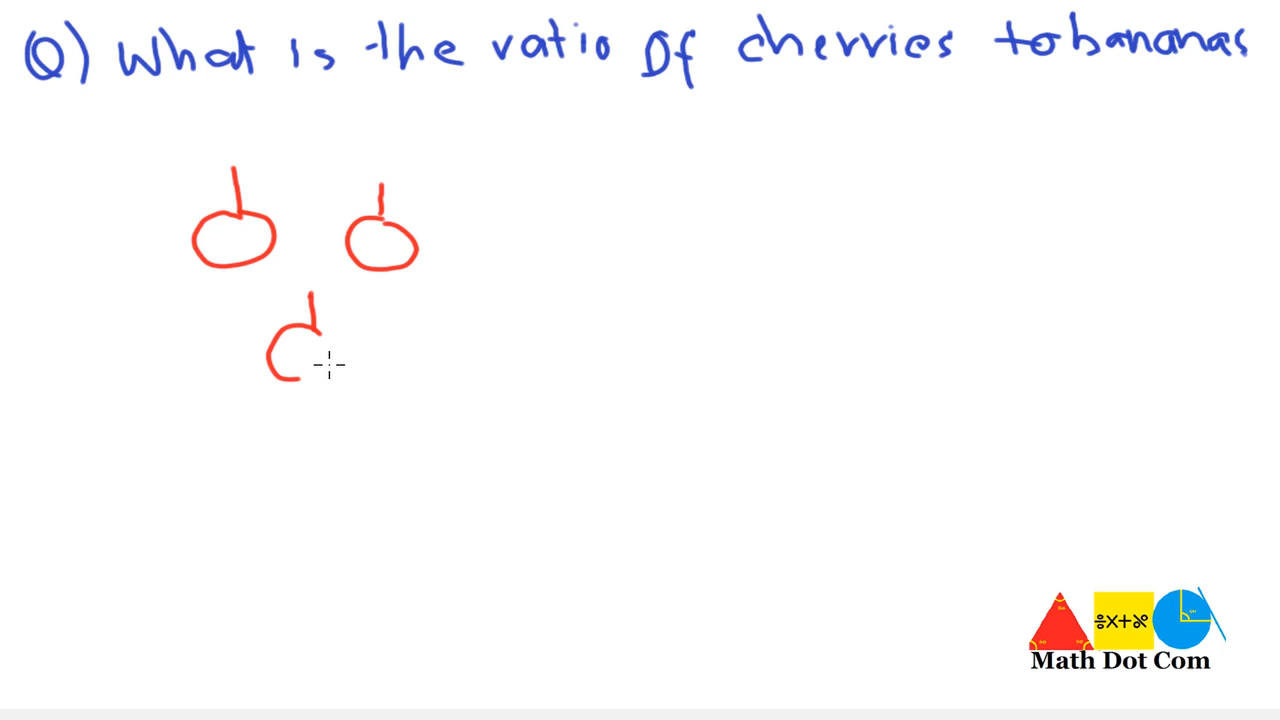 Q) What is the ratio Of cherries to bananas
÷x+%
Math Dot Com